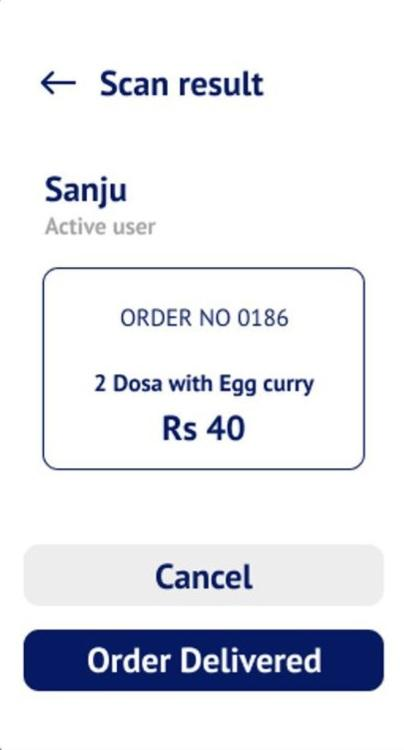 Scan result
Sanju
Active user
ORDER NO 0186
2 Dosa with Egg curry
Rs 40
Cancel
Order Delivered